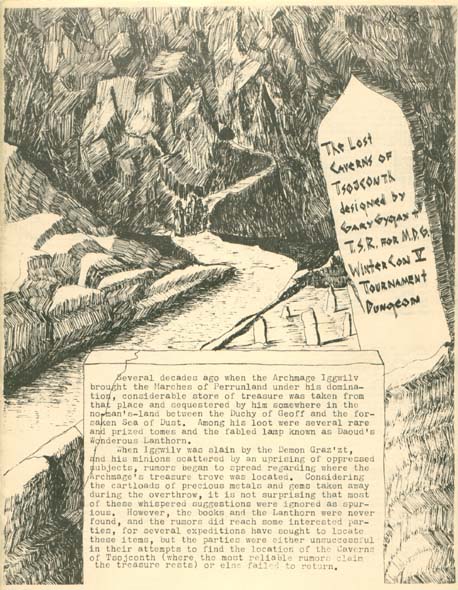 The Lost
Caverns of
Tsojconth
designed by
Gary Gygax +
T.S.R. for M.D.G.
WinterCon V
Tournament
Dungeon
Several decades ago when the Archmage Iggwilv
brought the Marches of Perrunland under his domina-
tion, considerable store of treasure was taken from
that place and sequestered by him somewhere in the
no-man's-land between the Duchy of Geoff and the for-
saken Sea of Dust. Among his loot were several rare
and prized tomes and the fabled lamp known as Daoud's
Wonderous Lanthorn.
When Iggwilv was slain by the Demon Graz'zt,
and his minions scattered by an uprising of oppressed
subjects, rumors began to spread regarding where the
Archmage's treasure trove was located. Considering
the cartloads of precious metals and gems taken away
during the overthrow, it is not surprising that most
of these whispered suggestions were ignored as spur-
ious. However, the books and the Lanthorn were never
found, and the rumors did reach some interested par-
ties, for several expeditions have sought to locate
these items, but the parties were either unsuccessful
in their attempts to find the location of the Caverns
of Tsojconth (where the most reliable rumors claim
the treasure rests) or else failed to return.